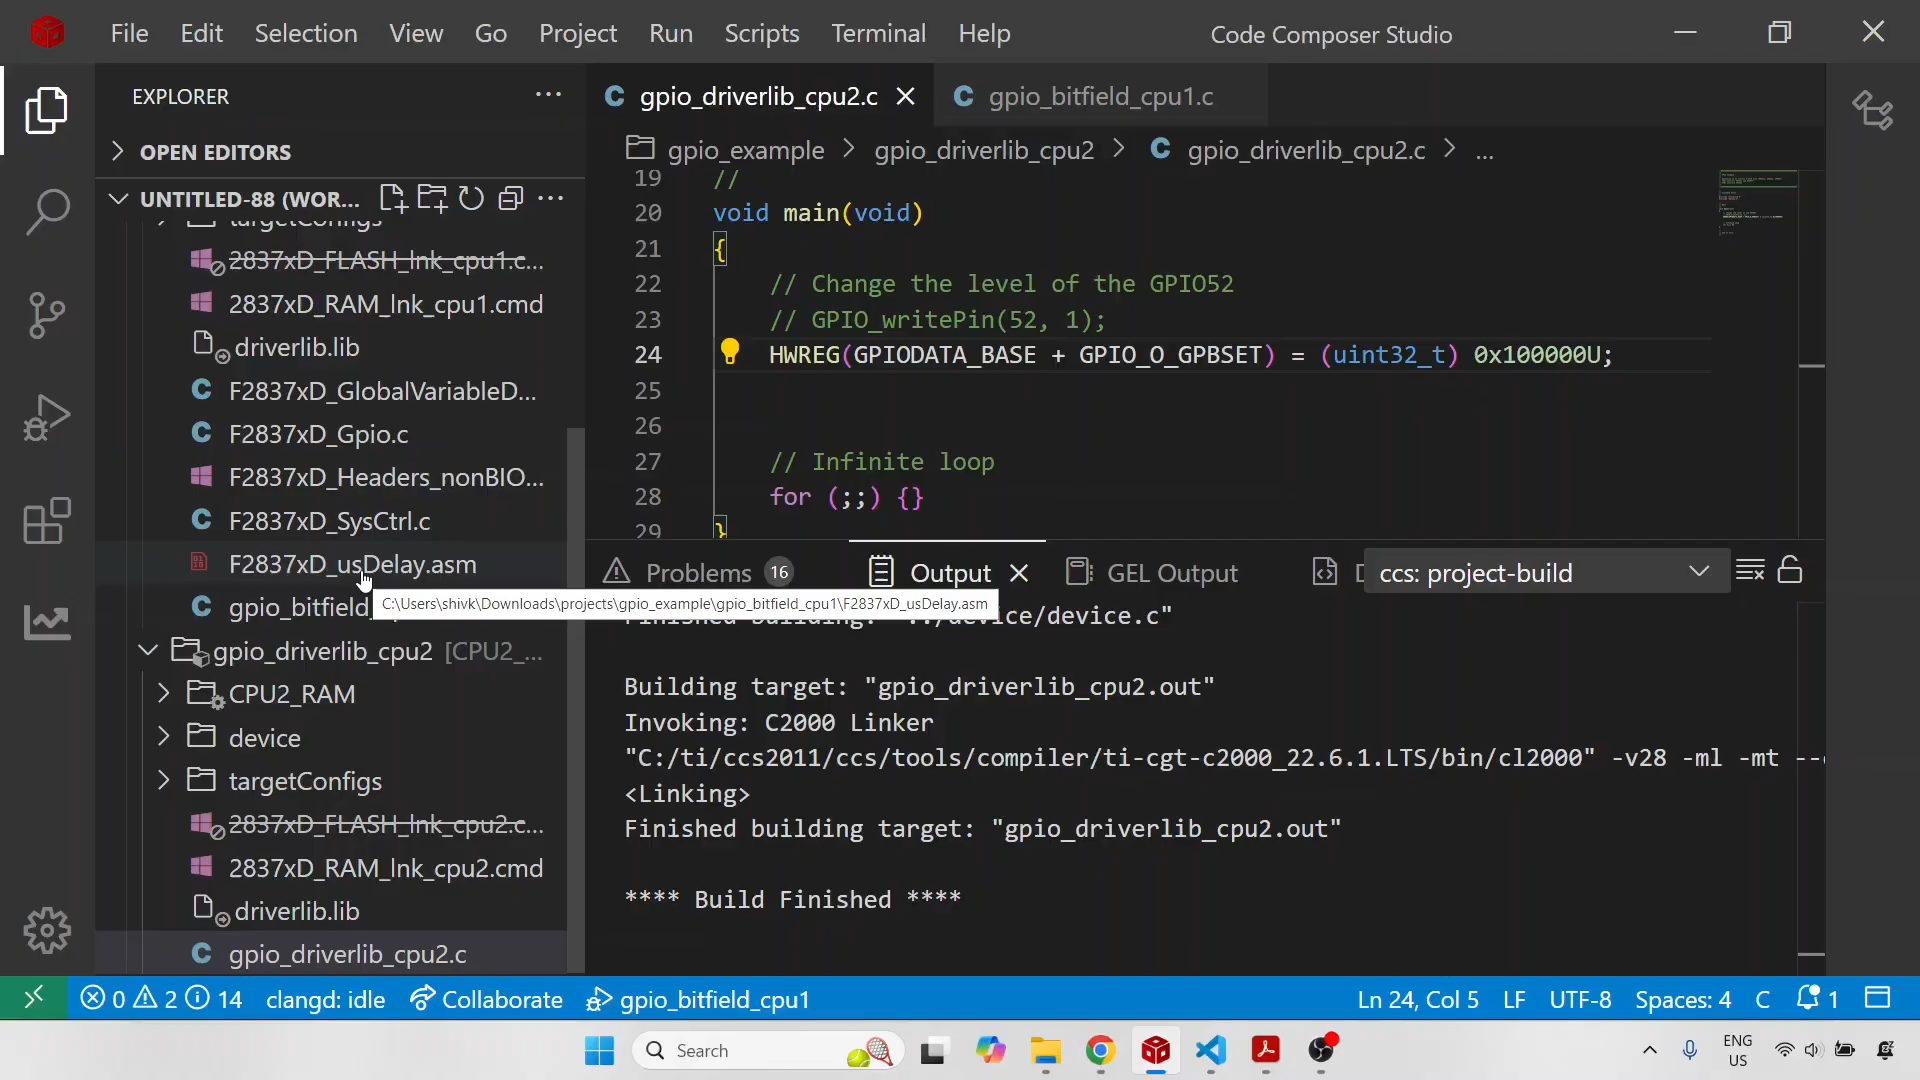 File Edit Selection View Go Project Run Scripts Terminal Help
Code Composer Studio
EXPLORER
OPEN EDITORS
UNTITLED-88 (WOR...
targetConfigs
2837xD_FLASH_lnk_cpu1.c...
2837xD_RAM_lnk_cpu1.cmd
driverlib.lib
F2837xD_GlobalVariableD...
F2837xD_Gpio.c
F2837xD_Headers_nonBIO...
F2837xD_SysCtrl.c
F2837xD_usDelay.asm
gpio_bitfield
C:\Users\shivk\Downloads\projects\gpio_example\gpio_bitfield_cpu1\F2837xD_usDelay.asm
gpio_driverlib_cpu2 [CPU2_...
CPU2_RAM
device
targetConfigs
2837xD_FLASH_lnk_cpu2.c...
2837xD_RAM_lnk_cpu2.cmd
driverlib.lib
gpio_driverlib_cpu2.c
gpio_driverlib_cpu2.c
gpio_bitfield_cpu1.c
gpio_example > gpio_driverlib_cpu2 > C gpio_driverlib_cpu2.c > ...
19 //
20 void main(void)
21 {
22 // Change the level of the GPIO52
23 // GPIO_writePin(52, 1);
24 HWREG(GPIODATA_BASE + GPIO_O_GPBSET) = (uint32_t) 0x100000U;
25
26
27 // Infinite loop
28 for (;;) {}
29 }
Problems 16 Output GEL Output D ccs: project-build
Finished building: "../device/device.c"
Building target: "gpio_driverlib_cpu2.out"
Invoking: C2000 Linker
"C:/ti/ccs2011/ccs/tools/compiler/ti-cgt-c2000_22.6.1.LTS/bin/cl2000" -v28 -ml -mt --
<Linking>
Finished building target: "gpio_driverlib_cpu2.out"
**** Build Finished ****
0 2 14 clangd: idle Collaborate gpio_bitfield_cpu1
Ln 24, Col 5 LF UTF-8 Spaces: 4 C 1
Search
ENG
US